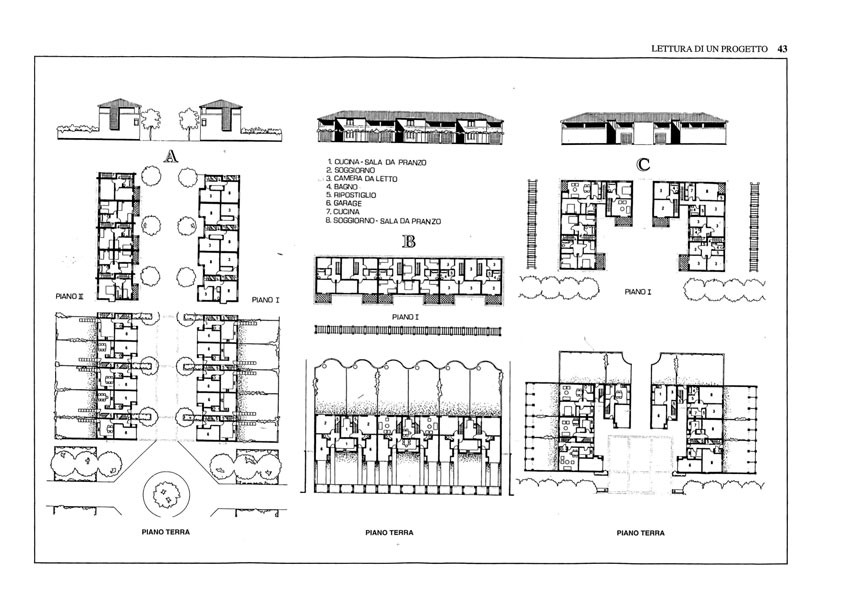 LETTURA DI UN PROGETTO 43
A
1. CUCINA - SALA DA PRANZO
2. SOGGIORNO
3. CAMERA DA LETTO
4. BAGNO
5. RIPOSTIGLIO
6. GARAGE
7. CUCINA
8. SOGGIORNO - SALA DA PRANZO
B
C
PIANO II
PIANO I
PIANO I
PIANO I
PIANO TERRA
PIANO TERRA
PIANO TERRA